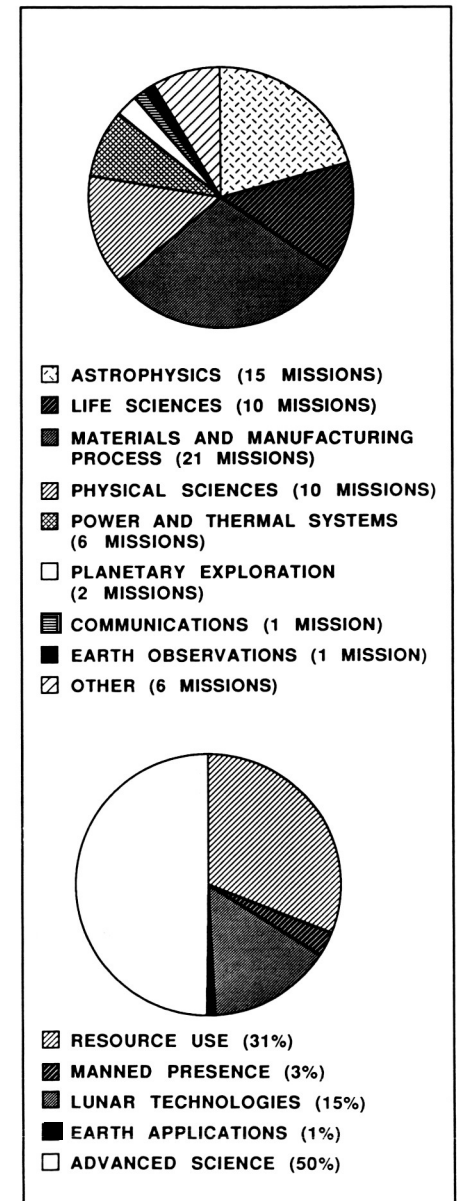 ASTROPHYSICS (15 MISSIONS)
LIFE SCIENCES (10 MISSIONS)
MATERIALS AND MANUFACTURING
PROCESS (21 MISSIONS)
PHYSICAL SCIENCES (10 MISSIONS)
POWER AND THERMAL SYSTEMS
(6 MISSIONS)
PLANETARY EXPLORATION
(2 MISSIONS)
COMMUNICATIONS (1 MISSION)
EARTH OBSERVATIONS (1 MISSION)
OTHER (6 MISSIONS)
RESOURCE USE (31%)
MANNED PRESENCE (3%)
LUNAR TECHNOLOGIES (15%)
EARTH APPLICATIONS (1%)
ADVANCED SCIENCE (50%)